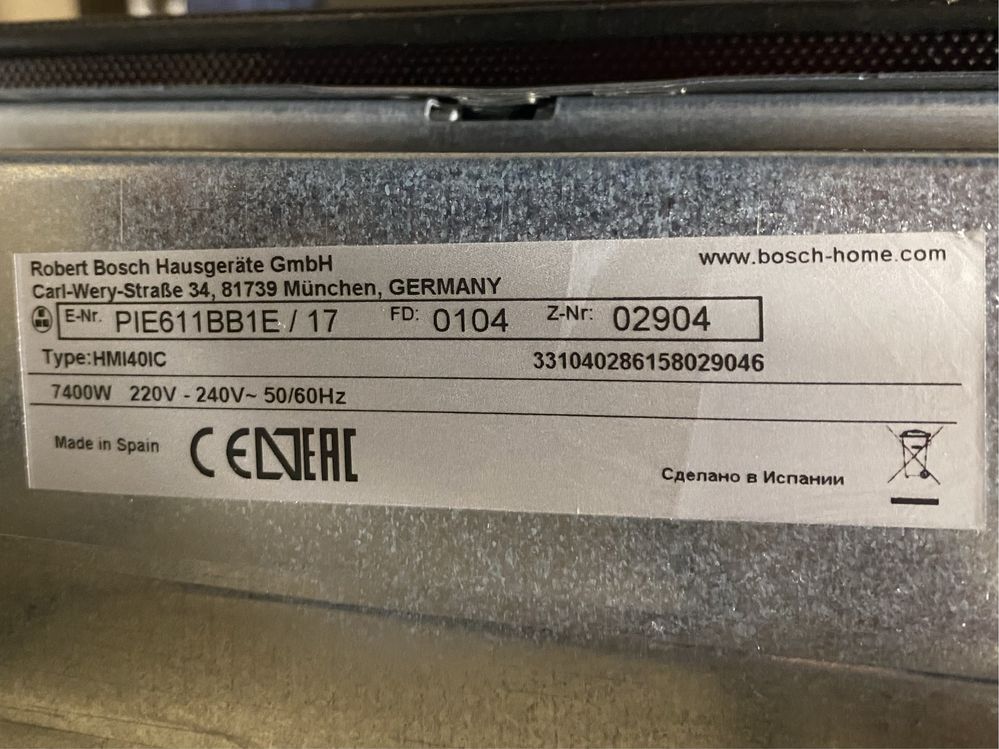 Robert Bosch Hausgeräte GmbH
www.bosch-home.com
Carl-Wery-Straße 34, 81739 München, GERMANY
E-Nr. PIE611BB1E / 17 FD: 0104 Z-Nr: 02904
Type:HMI40IC 331040286158029046
7400W 220V - 240V~ 50/60Hz
Made in Spain CE EAC
Сделано в Испании